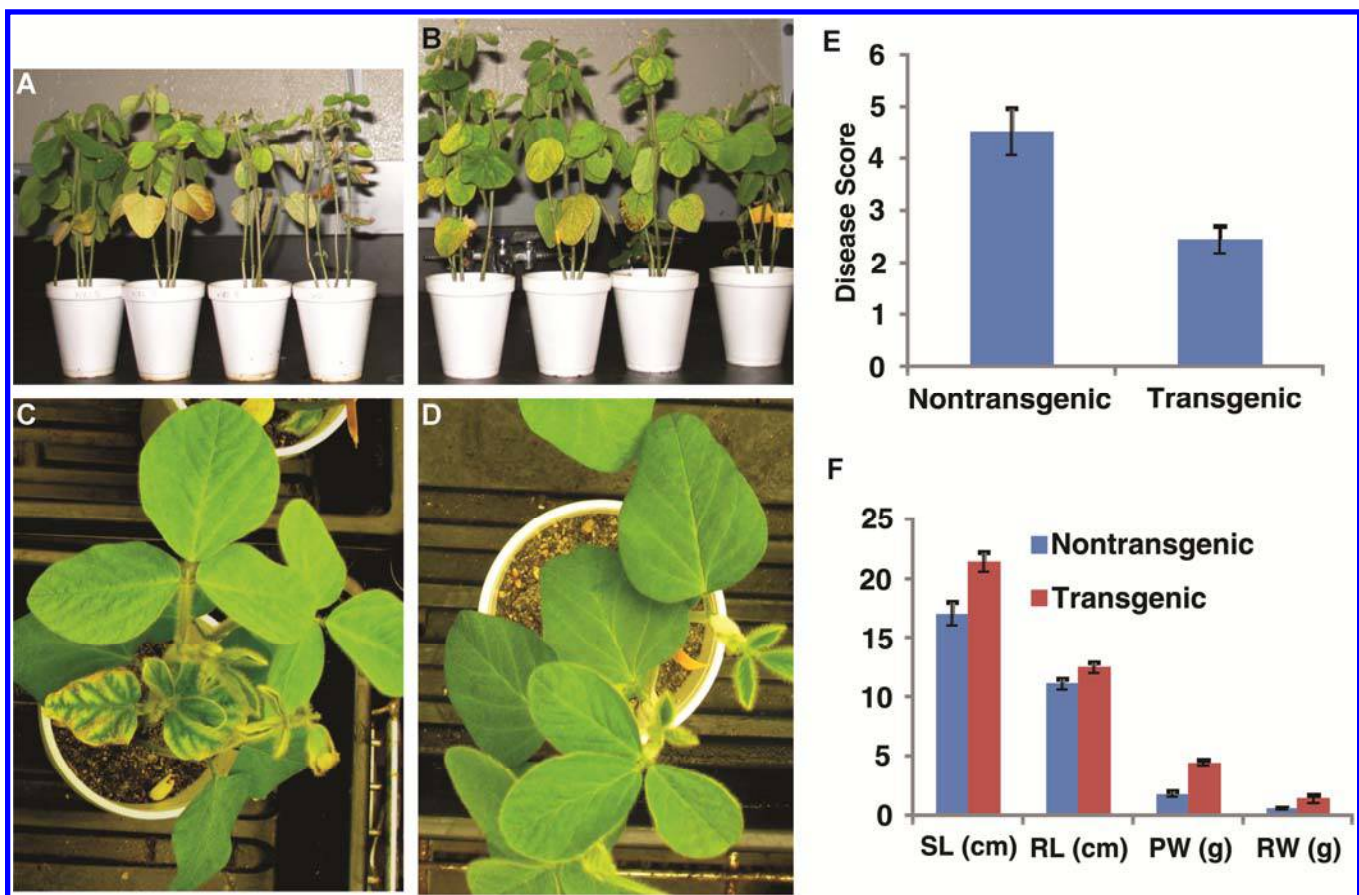 A
B
C
D
E
6
5
4
3
2
1
0
Disease Score
Nontransgenic Transgenic
F
25
20
15
10
5
0
Nontransgenic
Transgenic
SL (cm) RL (cm) PW (g) RW (g)